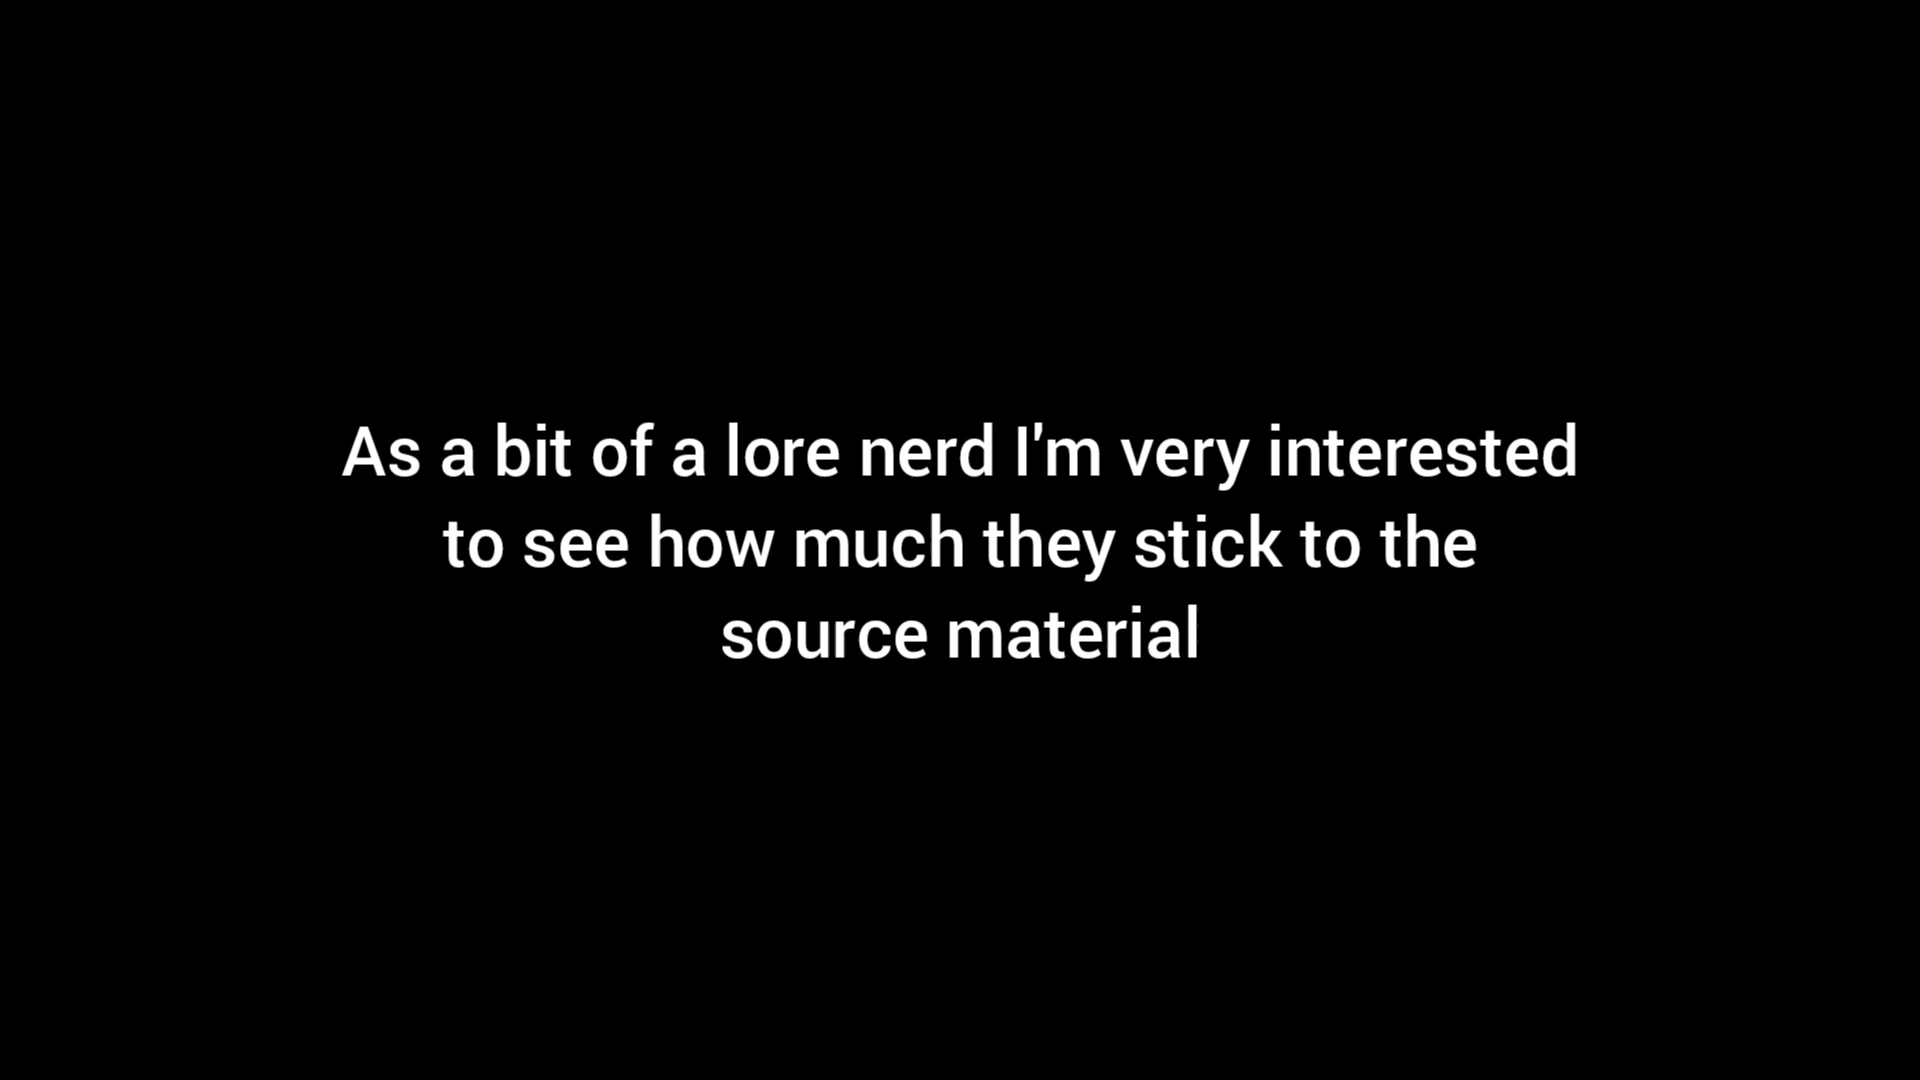 As a bit of a lore nerd I'm very interested
to see how much they stick to the
source material